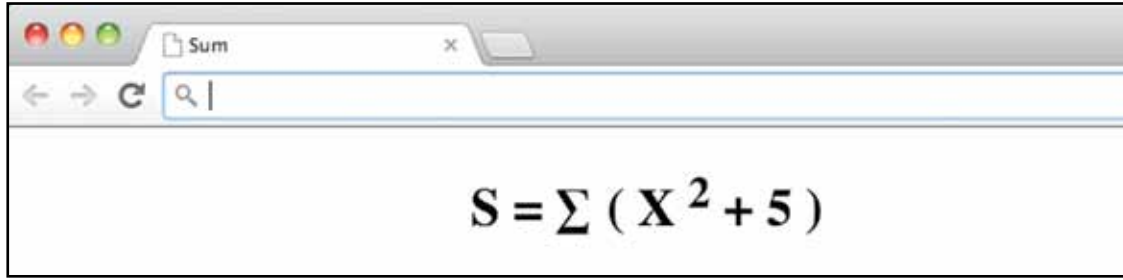 Sum
S = ∑ ( X ² + 5 )